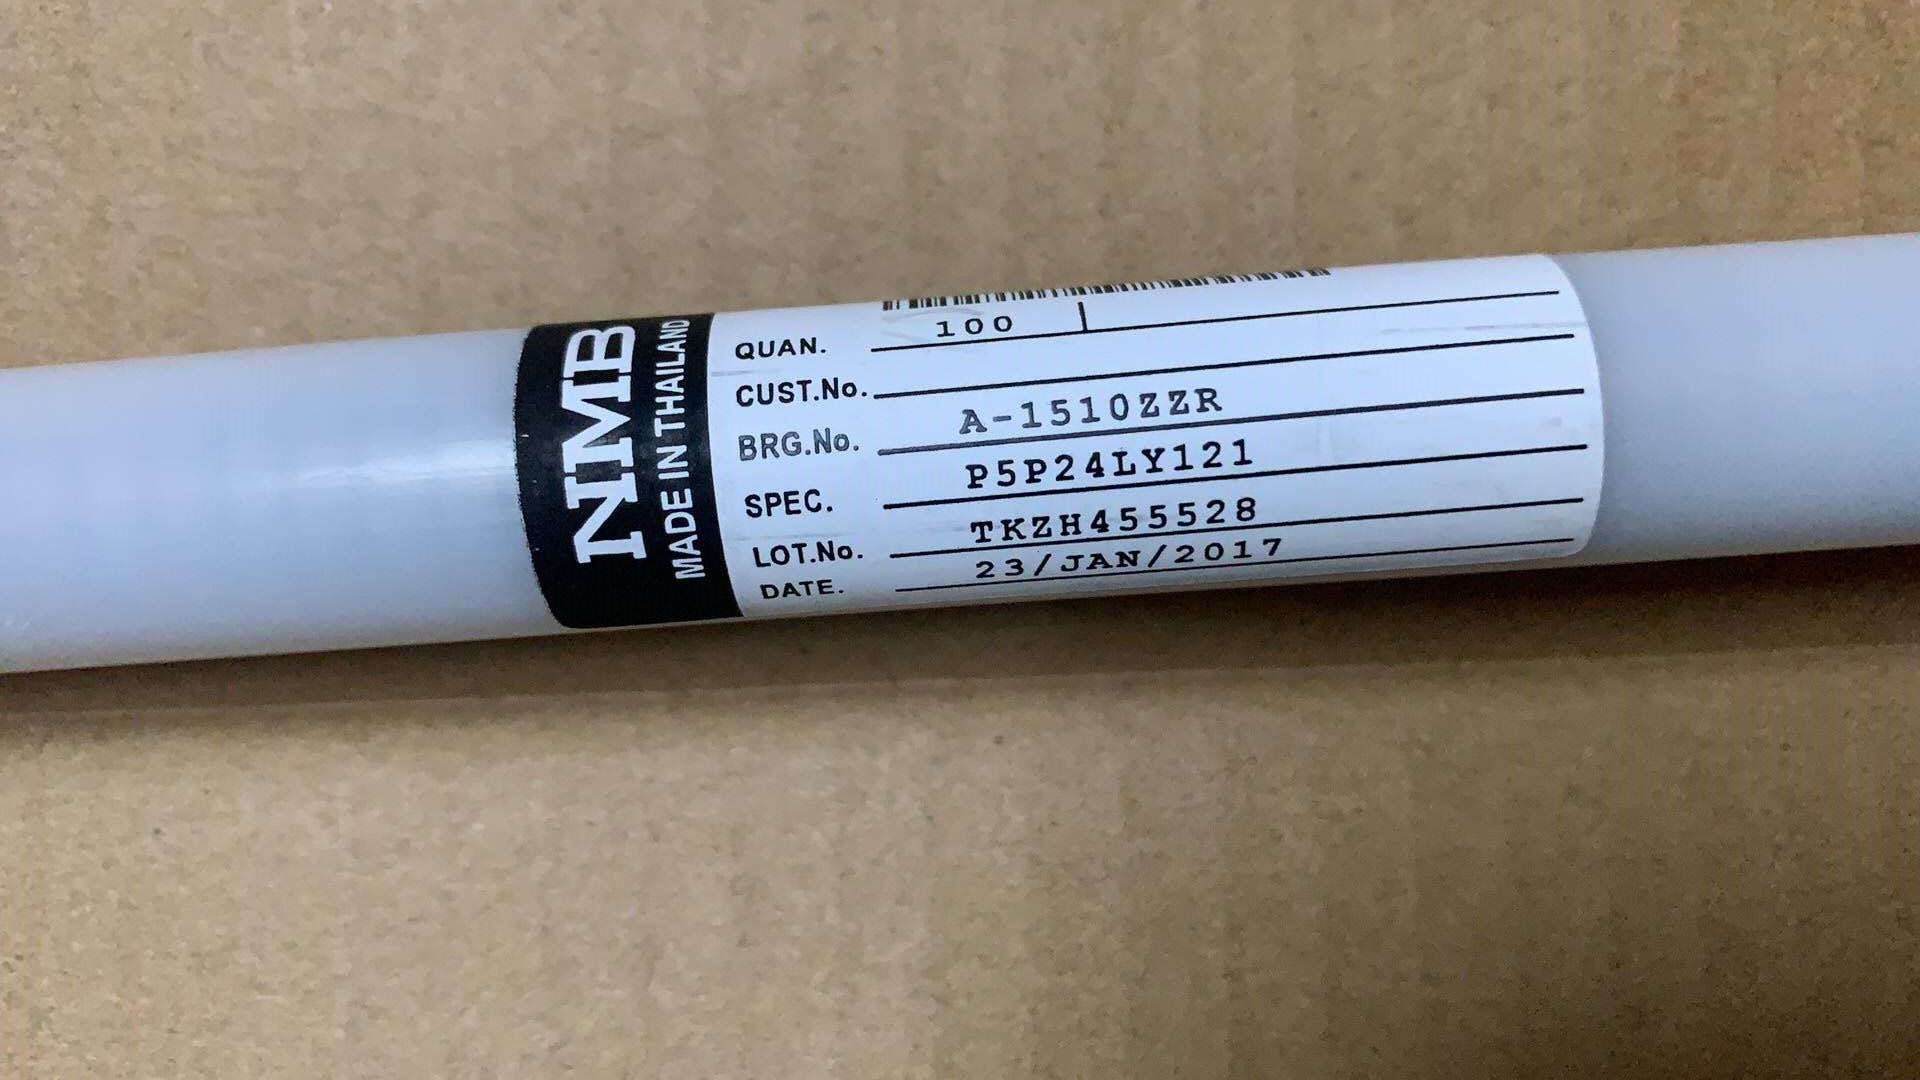 NMB
MADE IN THAILAND
QUAN. 100
CUST.No.
BRG.No. A-1510ZZR
SPEC. P5P24LY121
LOT.No. TKZH455528
DATE. 23/JAN/2017